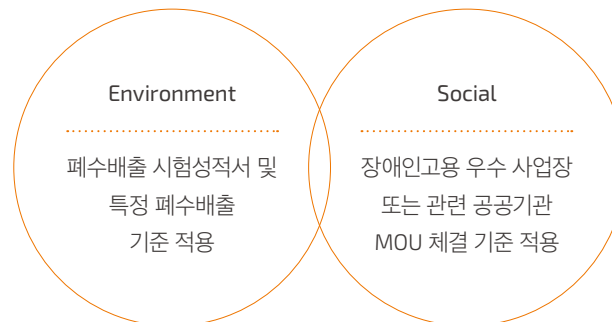 Environment
폐수배출 시험성적서 및
특정 폐수배출
기준 적용
Social
장애인고용 우수 사업장
또는 관련 공공기관
MOU 체결 기준 적용